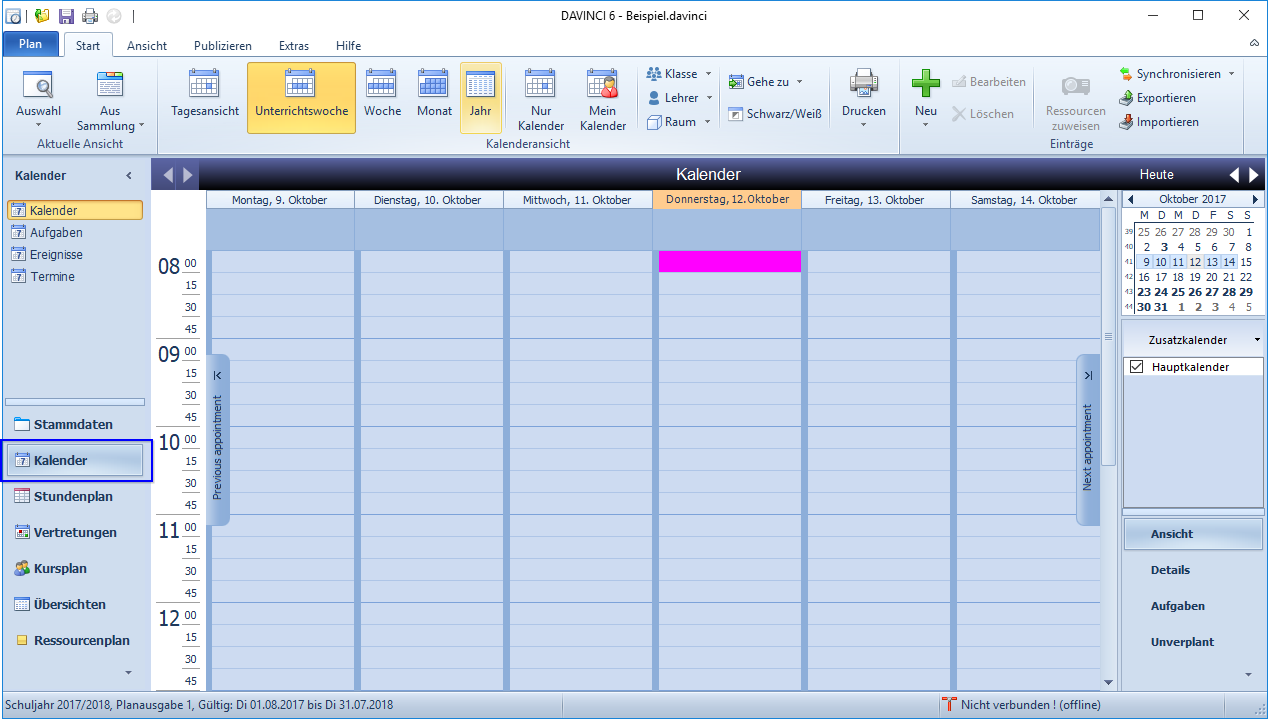 DAVINCI 6 - Beispiel.davinci
Plan Start Ansicht Publizieren Extras Hilfe
Auswahl
Aus Sammlung
Aktuelle Ansicht
Tagesansicht
Unterrichtswoche
Woche
Monat
Jahr
Nur Kalender
Mein Kalender
Klasse
Lehrer
Raum
Gehe zu
Schwarz/Weiß
Drucken
Kalenderansicht
Neu
Bearbeiten
Löschen
Ressourcen zuweisen
Synchronisieren
Exportieren
Importieren
Einträge
Kalender
Kalender
Aufgaben
Ereignisse
Termine
Stammdaten
Kalender
Stundenplan
Vertretungen
Kursplan
Übersichten
Ressourcenplan
Kalender
Montag, 9. Oktober
Dienstag, 10. Oktober
Mittwoch, 11. Oktober
Donnerstag, 12.Oktober
Freitag, 13. Oktober
Samstag, 14. Oktober
08 00
15
30
45
09 00
15
30
45
10 00
15
30
45
11 00
15
30
45
12 00
15
30
45
Previous appointment
Next appointment
Heute
Oktober 2017
M D M D F S S
39 25 26 27 28 29 30 1
40 2 3 4 5 6 7 8
41 9 10 11 12 13 14 15
42 16 17 18 19 20 21 22
43 23 24 25 26 27 28 29
44 30 31 1 2 3 4 5
Zusatzkalender
Hauptkalender
Ansicht
Details
Aufgaben
Unverplant
Schuljahr 2017/2018, Planausgabe 1, Gültig: Di 01.08.2017 bis Di 31.07.2018
Nicht verbunden ! (offline)